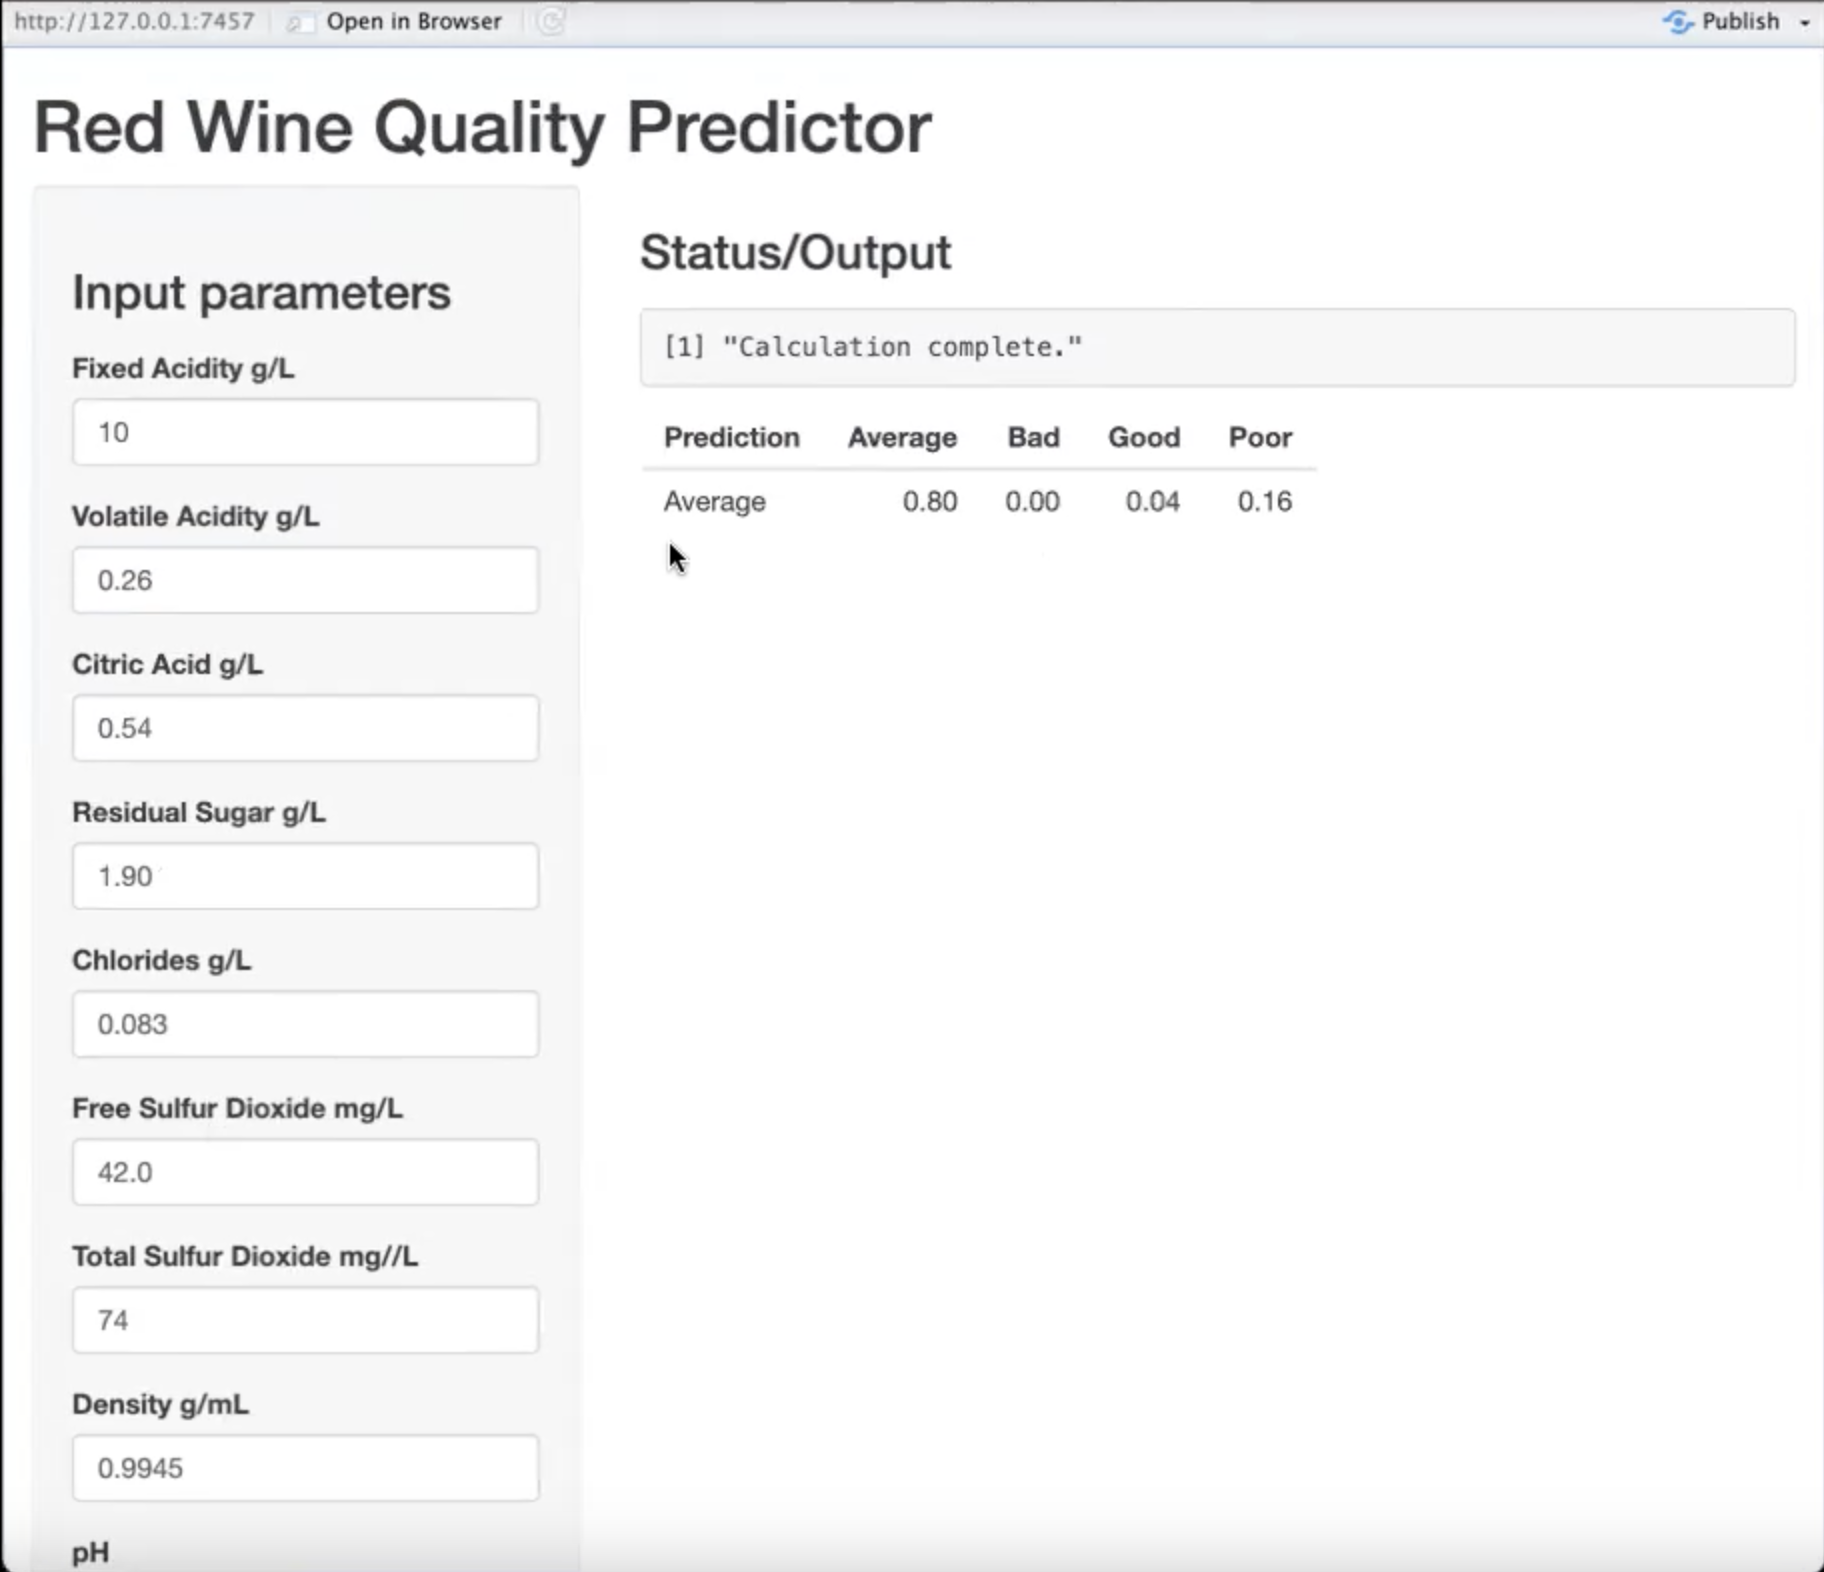 http://127.0.0.1:7457 Open in Browser Publish
Red Wine Quality Predictor
Input parameters
Fixed Acidity g/L
10
Volatile Acidity g/L
0.26
Citric Acid g/L
0.54
Residual Sugar g/L
1.90
Chlorides g/L
0.083
Free Sulfur Dioxide mg/L
42.0
Total Sulfur Dioxide mg//L
74
Density g/mL
0.9945
pH
Status/Output
[1] "Calculation complete."
Prediction Average Bad Good Poor
Average 0.80 0.00 0.04 0.16